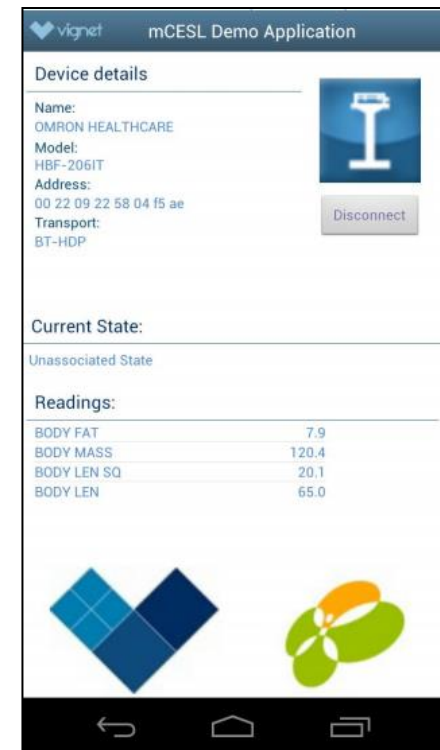 vignet mCESL Demo Application
Device details
Name:
OMRON HEALTHCARE
Model:
HBF-206IT
Address:
00 22 09 22 58 04 f5 ae
Transport:
BT-HDP
Disconnect
Current State:
Unassociated State
Readings:
BODY FAT 7.9
BODY MASS 120.4
BODY LEN SQ 20.1
BODY LEN 65.0